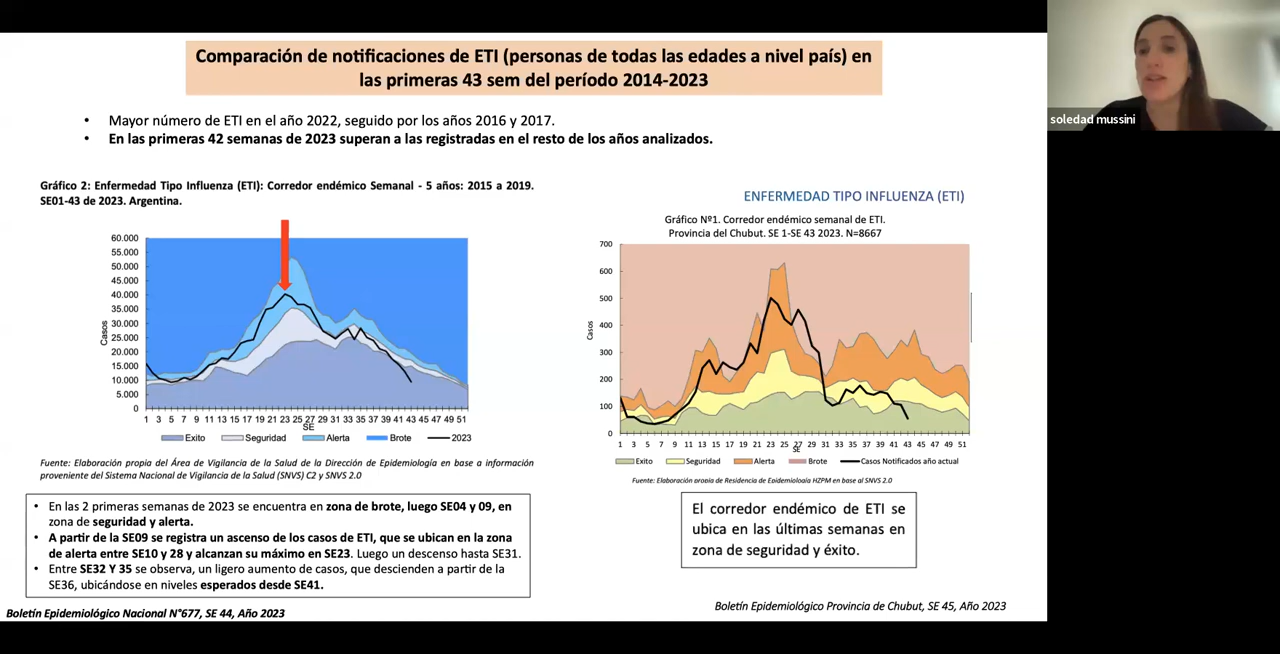 Comparación de notificaciones de ETI (personas de todas las edades a nivel país) en
las primeras 43 sem del período 2014-2023
soledad mussini
• Mayor número de ETI en el año 2022, seguido por los años 2016 y 2017.
• En las primeras 42 semanas de 2023 superan a las registradas en el resto de los años analizados.
Gráfico 2: Enfermedad Tipo Influenza (ETI): Corredor endémico Semanal - 5 años: 2015 a 2019.
SE01-43 de 2023. Argentina.
60.000
55.000
50.000
45.000
40.000
35.000
30.000
25.000
20.000
15.000
10.000
5.000
0
Casos
1 3 5 7 9 11 13 15 17 19 21 23 25 27 29 31 33 35 37 39 41 43 45 47 49 51
SE
Exito Seguridad Alerta Brote 2023
Fuente: Elaboración propia del Área de Vigilancia de la Salud de la Dirección de Epidemiología en base a información
proveniente del Sistema Nacional de Vigilancia de la Salud (SNVS) C2 y SNVS 2.0
• En las 2 primeras semanas de 2023 se encuentra en zona de brote, luego SE04 y 09, en
zona de seguridad y alerta.
• A partir de la SE09 se registra un ascenso de los casos de ETI, que se ubican en la zona
de alerta entre SE10 y 28 y alcanzan su máximo en SE23. Luego un descenso hasta SE31.
• Entre SE32 Y 35 se observa, un ligero aumento de casos, que descienden a partir de la
SE36, ubicándose en niveles esperados desde SE41.
Boletín Epidemiológico Nacional N°677, SE 44, Año 2023
ENFERMEDAD TIPO INFLUENZA (ETI)
Gráfico Nº1. Corredor endémico semanal de ETI.
Provincia del Chubut. SE 1-SE 43 2023. N=8667
700
600
500
400
300
200
100
0
Casos
1 3 5 7 9 11 13 15 17 19 21 23 25 27 29 31 33 35 37 39 41 43 45 47 49 51
SE
Exito Seguridad Alerta Brote Casos Notificados año actual
Fuente: Elaboración propia de Residencia de Epidemiología HZPM en base al SNVS 2.0
El corredor endémico de ETI se
ubica en las últimas semanas en
zona de seguridad y éxito.
Boletín Epidemiológico Provincia de Chubut, SE 45, Año 2023